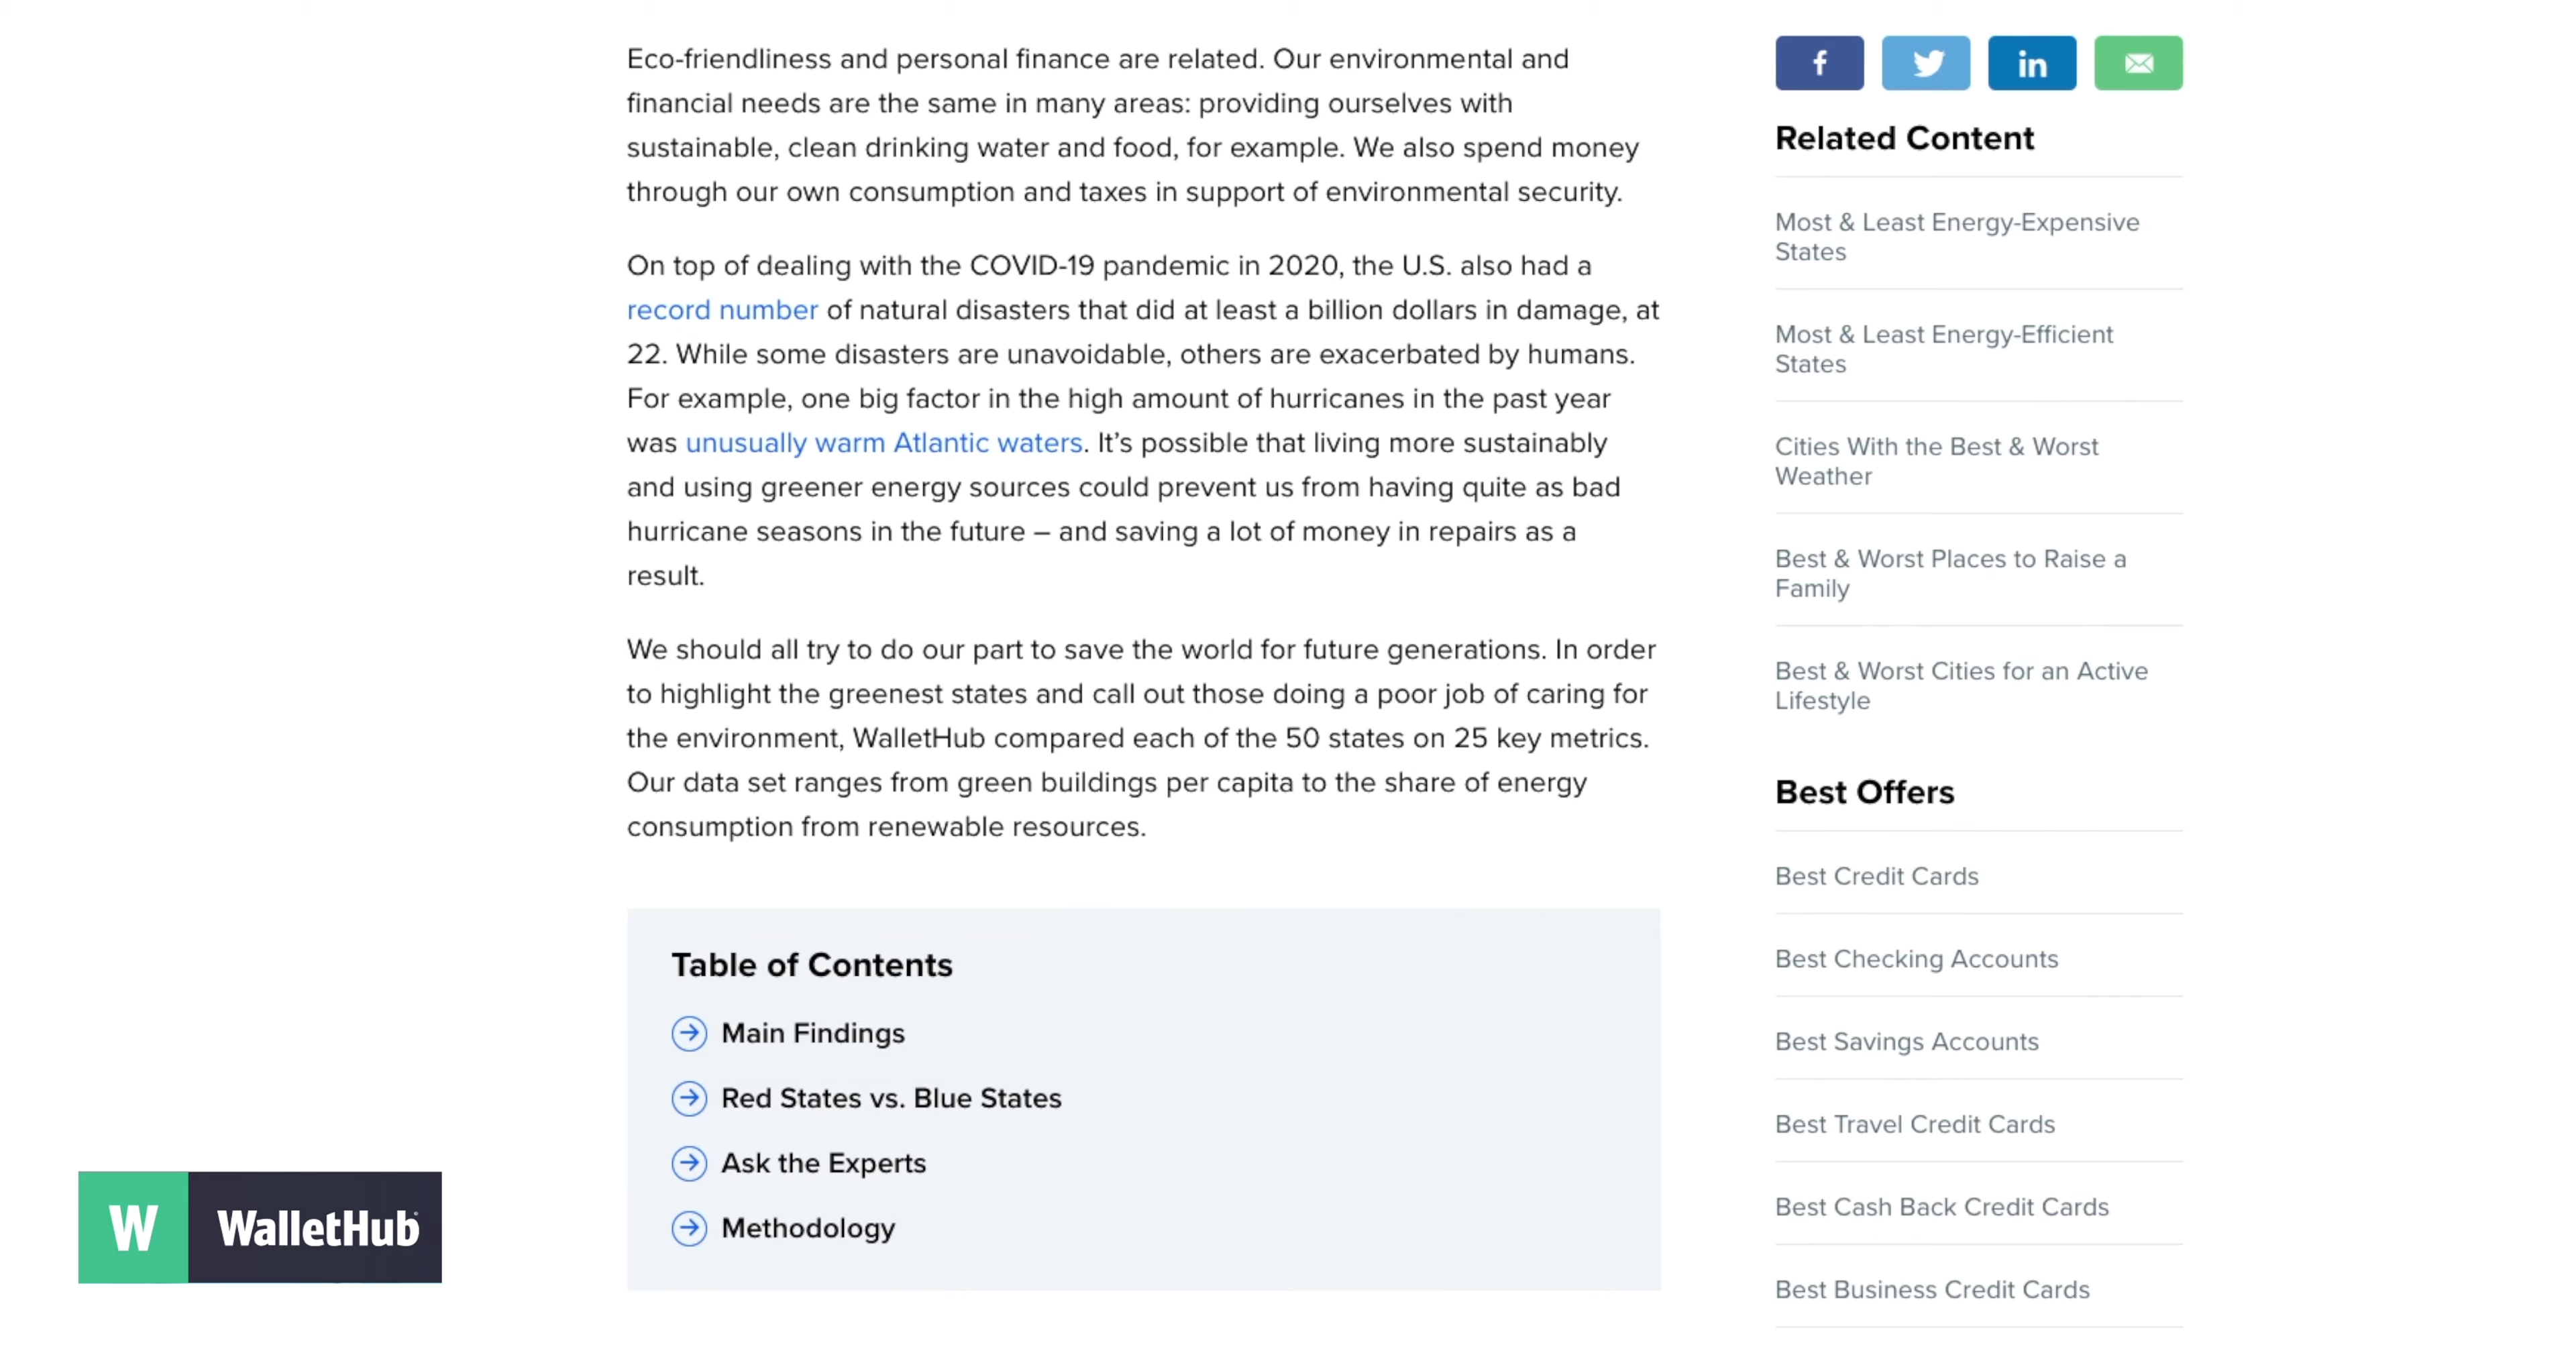 Eco-friendliness and personal finance are related. Our environmental and
financial needs are the same in many areas: providing ourselves with
sustainable, clean drinking water and food, for example. We also spend money
through our own consumption and taxes in support of environmental security.
On top of dealing with the COVID-19 pandemic in 2020, the U.S. also had a
record number of natural disasters that did at least a billion dollars in damage, at
22. While some disasters are unavoidable, others are exacerbated by humans.
For example, one big factor in the high amount of hurricanes in the past year
was unusually warm Atlantic waters. It’s possible that living more sustainably
and using greener energy sources could prevent us from having quite as bad
hurricane seasons in the future – and saving a lot of money in repairs as a
result.
We should all try to do our part to save the world for future generations. In order
to highlight the greenest states and call out those doing a poor job of caring for
the environment, WalletHub compared each of the 50 states on 25 key metrics.
Our data set ranges from green buildings per capita to the share of energy
consumption from renewable resources.
Table of Contents
Main Findings
Red States vs. Blue States
Ask the Experts
Methodology
W WalletHub
f in
Related Content
Most & Least Energy-Expensive
States
Most & Least Energy-Efficient
States
Cities With the Best & Worst
Weather
Best & Worst Places to Raise a
Family
Best & Worst Cities for an Active
Lifestyle
Best Offers
Best Credit Cards
Best Checking Accounts
Best Savings Accounts
Best Travel Credit Cards
Best Cash Back Credit Cards
Best Business Credit Cards